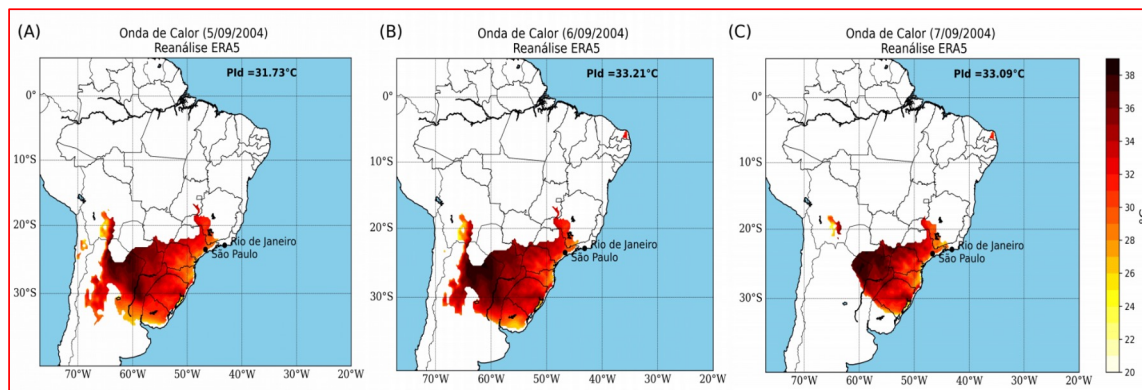 (A)
Onda de Calor (5/09/2004)
Reanálise ERA5
PId =31.73°C
0°
10°S
20°S
30°S
70°W 60°W 50°W 40°W 30°W 20°W
Rio de Janeiro
São Paulo
(B)
Onda de Calor (6/09/2004)
Reanálise ERA5
PId =33.21°C
0°
10°S
20°S
30°S
70°W 60°W 50°W 40°W 30°W 20°W
Rio de Janeiro
São Paulo
(C)
Onda de Calor (7/09/2004)
Reanálise ERA5
PId =33.09°C
0°
10°S
20°S
30°S
70°W 60°W 50°W 40°W 30°W 20°W
Rio de Janeiro
São Paulo
38
36
34
32
30
28
26
24
22
20